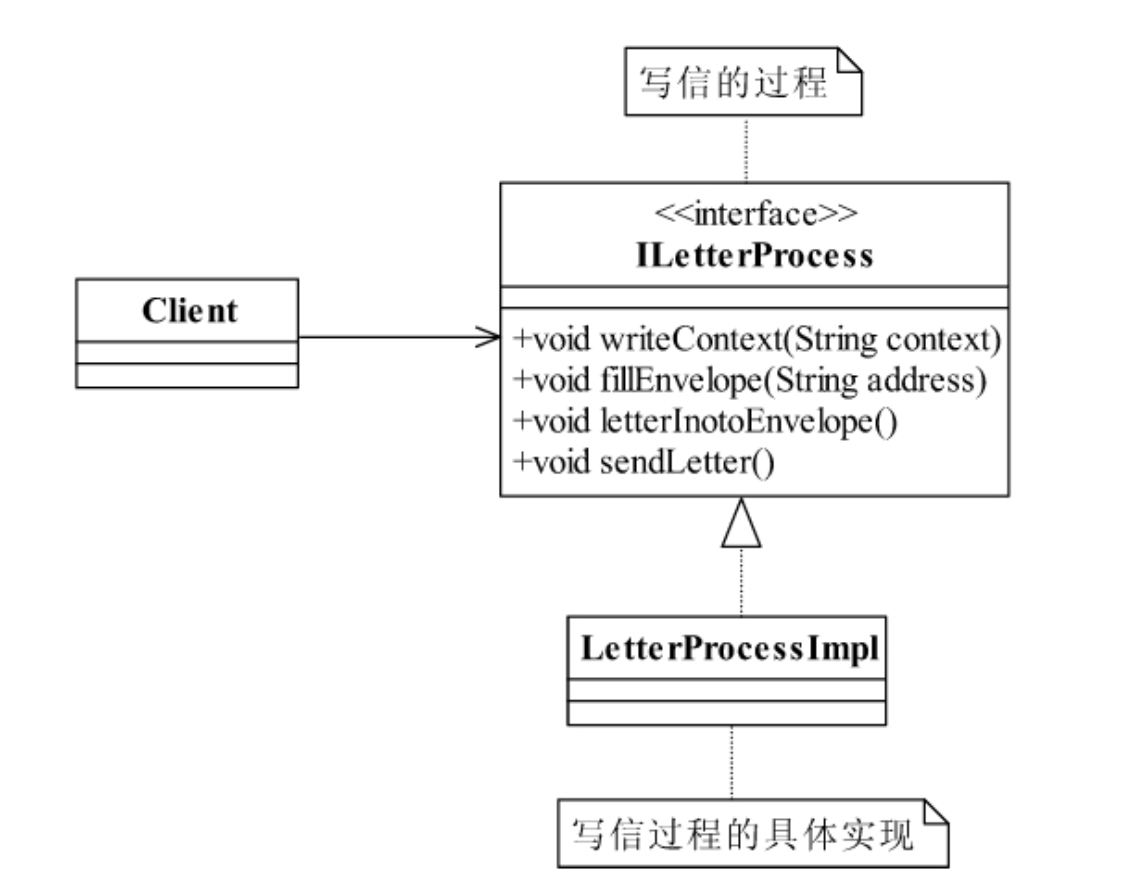 写信的过程
<<interface>>
ILetterProcess
Client
+void writeContext(String context)
+void fillEnvelope(String address)
+void letterInotoEnvelope()
+void sendLetter()
LetterProcessImpl
写信过程的具体实现